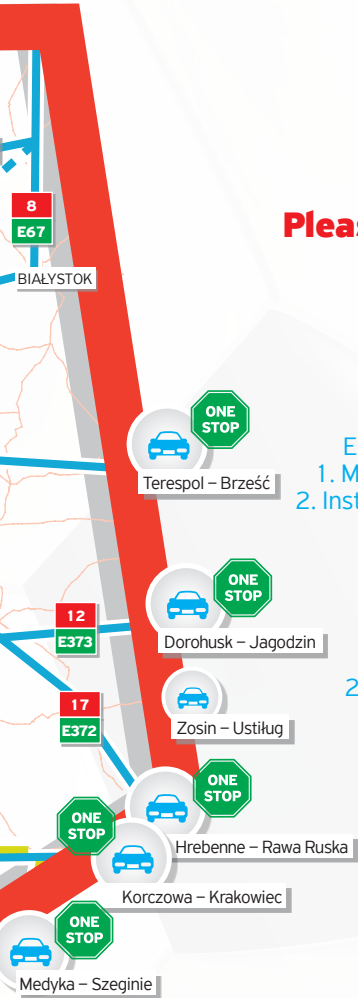 8
E67
BIAŁYSTOK
Pleas
ONE
STOP
Terespol – Brześć
E
1. M
2. Inst
ONE
STOP
12
E373
Dorohusk – Jagodzin
2
17
E372
Zosin – Ustiług
ONE
STOP
Hrebenne – Rawa Ruska
ONE
STOP
Korczowa – Krakowiec
ONE
STOP
Medyka – Szeginie